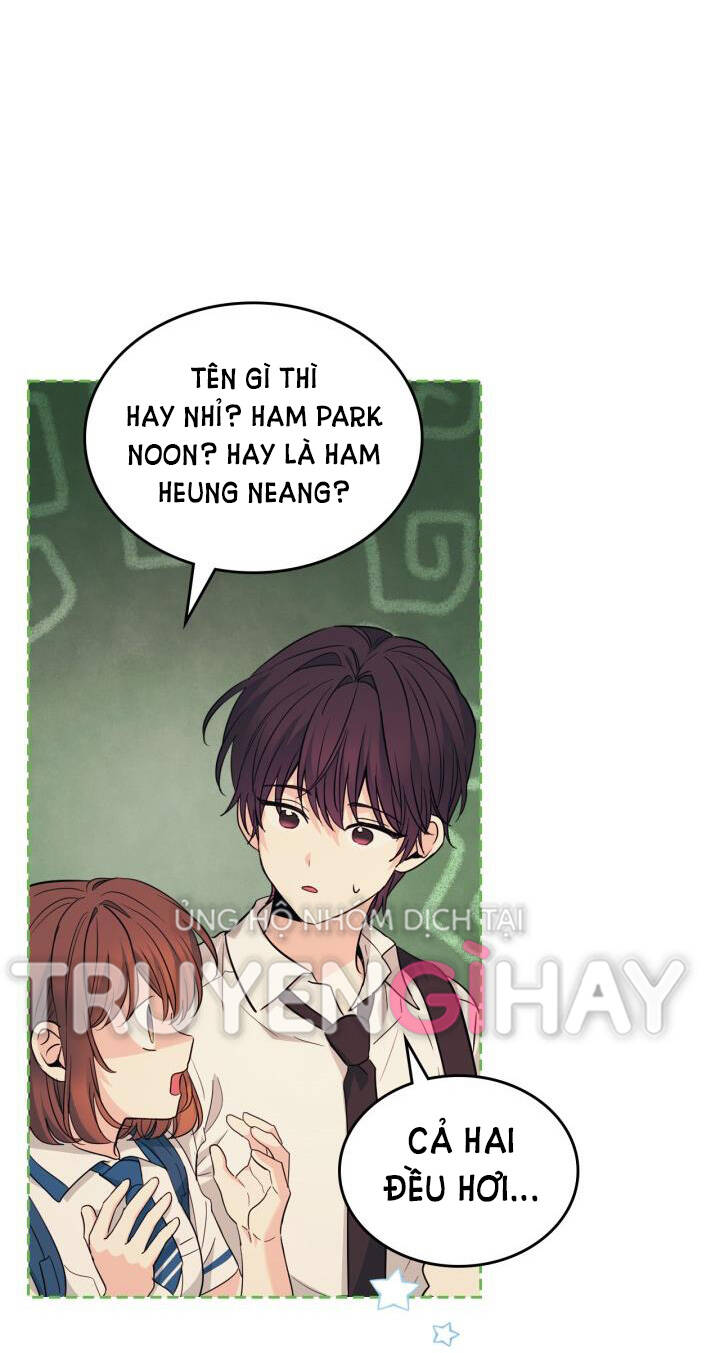 TÊN GÌ THÌ
HAY NHỈ? HAM PARK
NOON? HAY LÀ HAM
HEUNG NEANG?
ỦNG HỘ NHÓM DỊCH TẠI
TRUYENGIHAY
CẢ HAI
ĐỀU HƠI...